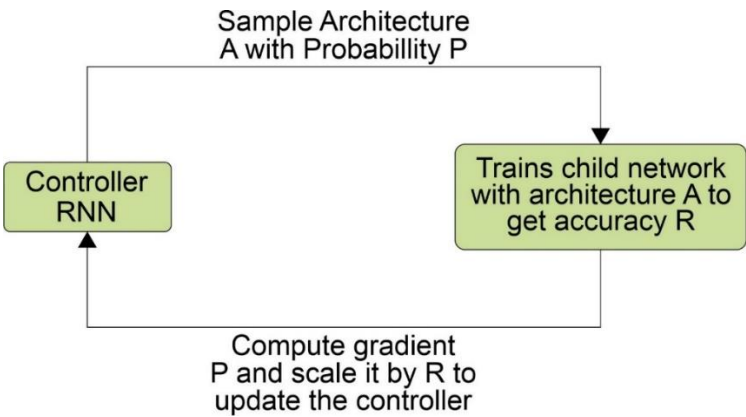 Sample Architecture
A with Probabillity P
Controller
RNN
Trains child network
with architecture A to
get accuracy R
Compute gradient
P and scale it by R to
update the controller